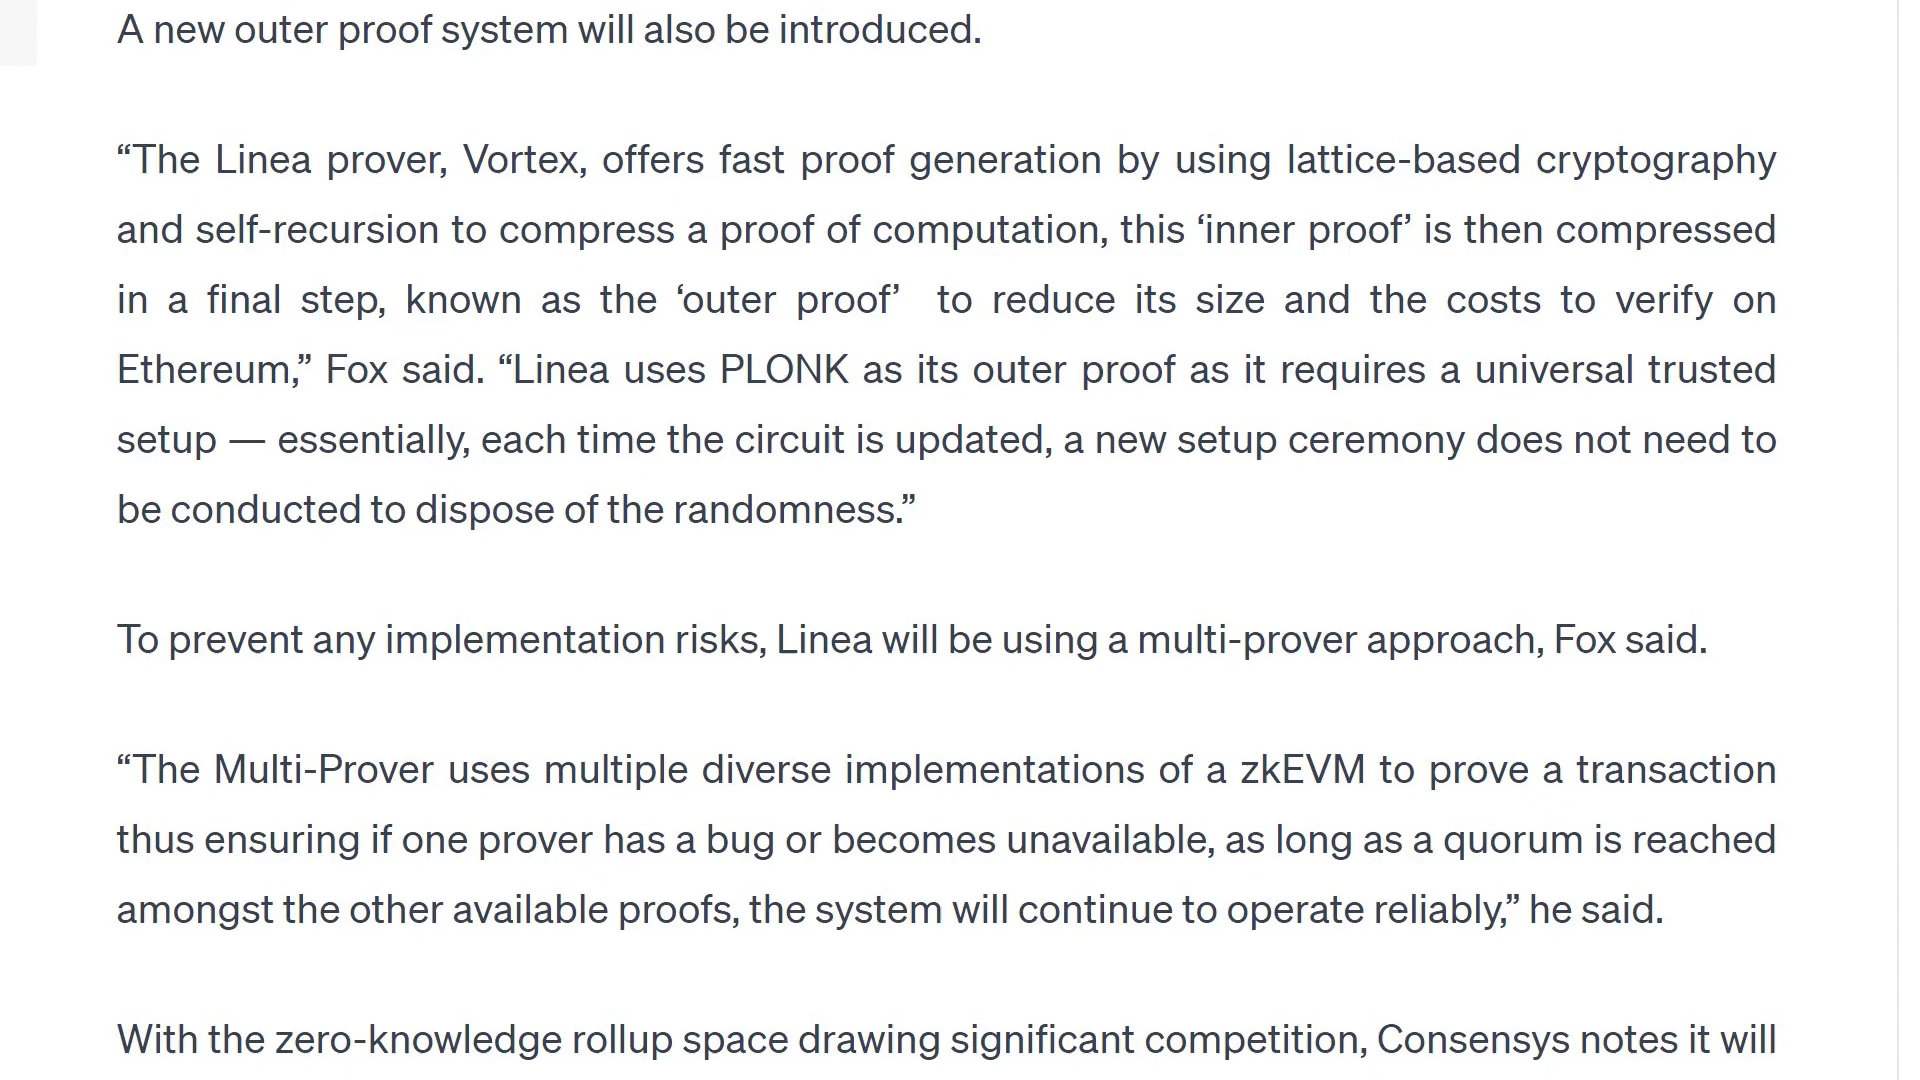 A new outer proof system will also be introduced.
“The Linea prover, Vortex, offers fast proof generation by using lattice-based cryptography
and self-recursion to compress a proof of computation, this ‘inner proof’ is then compressed
in a final step, known as the ‘outer proof’  to reduce its size and the costs to verify on
Ethereum,” Fox said. “Linea uses PLONK as its outer proof as it requires a universal trusted
setup — essentially, each time the circuit is updated, a new setup ceremony does not need to
be conducted to dispose of the randomness.”
To prevent any implementation risks, Linea will be using a multi-prover approach, Fox said.
“The Multi-Prover uses multiple diverse implementations of a zkEVM to prove a transaction
thus ensuring if one prover has a bug or becomes unavailable, as long as a quorum is reached
amongst the other available proofs, the system will continue to operate reliably,” he said.
With the zero-knowledge rollup space drawing significant competition, Consensys notes it will